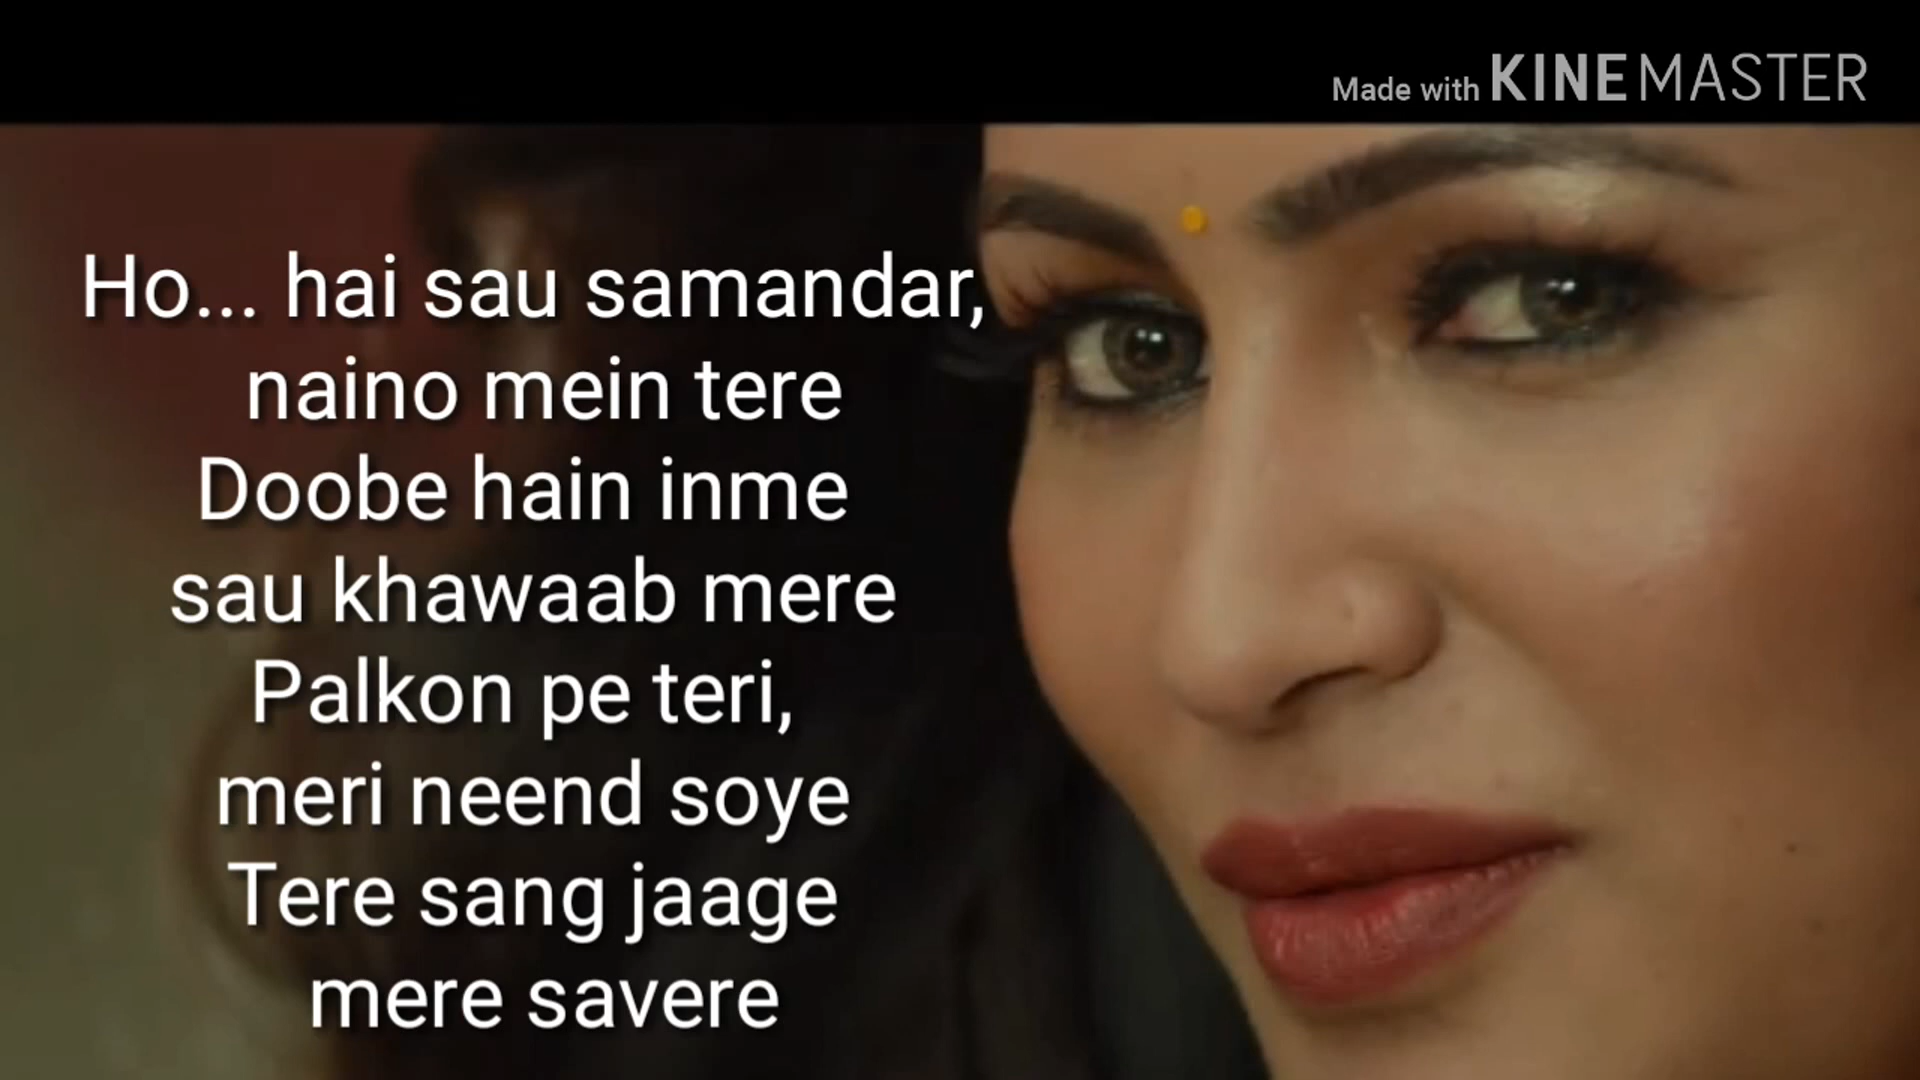 Made with KINEMASTER
Ho... hai sau samandar,
naino mein tere
Doobe hain inme
sau khawaab mere
Palkon pe teri,
meri neend soye
Tere sang jaage
mere savere